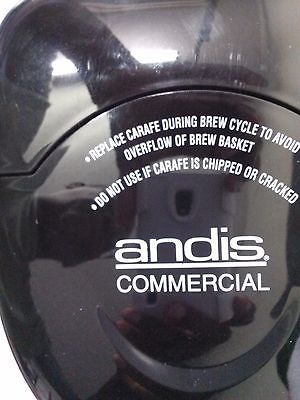 • REPLACE CARAFE DURING BREW CYCLE TO AVOID
OVERFLOW OF BREW BASKET
• DO NOT USE IF CARAFE IS CHIPPED OR CRACKED
andis®
COMMERCIAL